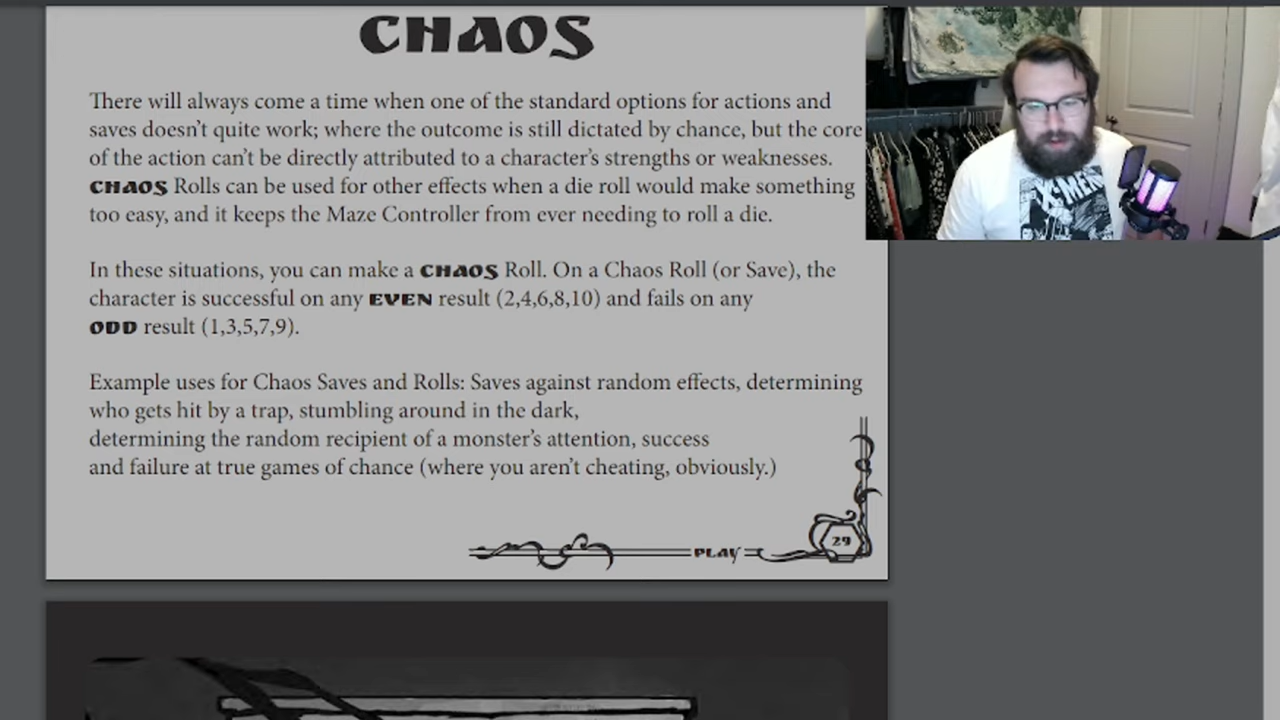 CHAOS
There will always come a time when one of the standard options for actions and
saves doesn't quite work; where the outcome is still dictated by chance, but the core
of the action can't be directly attributed to a character's strengths or weaknesses.
CHAOS Rolls can be used for other effects when a die roll would make something
too easy, and it keeps the Maze Controller from ever needing to roll a die.
In these situations, you can make a CHAOS Roll. On a Chaos Roll (or Save), the
character is successful on any EVEN result (2,4,6,8,10) and fails on any
ODD result (1,3,5,7,9).
Example uses for Chaos Saves and Rolls: Saves against random effects, determining
who gets hit by a trap, stumbling around in the dark,
determining the random recipient of a monster's attention, success
and failure at true games of chance (where you aren't cheating, obviously.)
PLAY 29
X-MEN